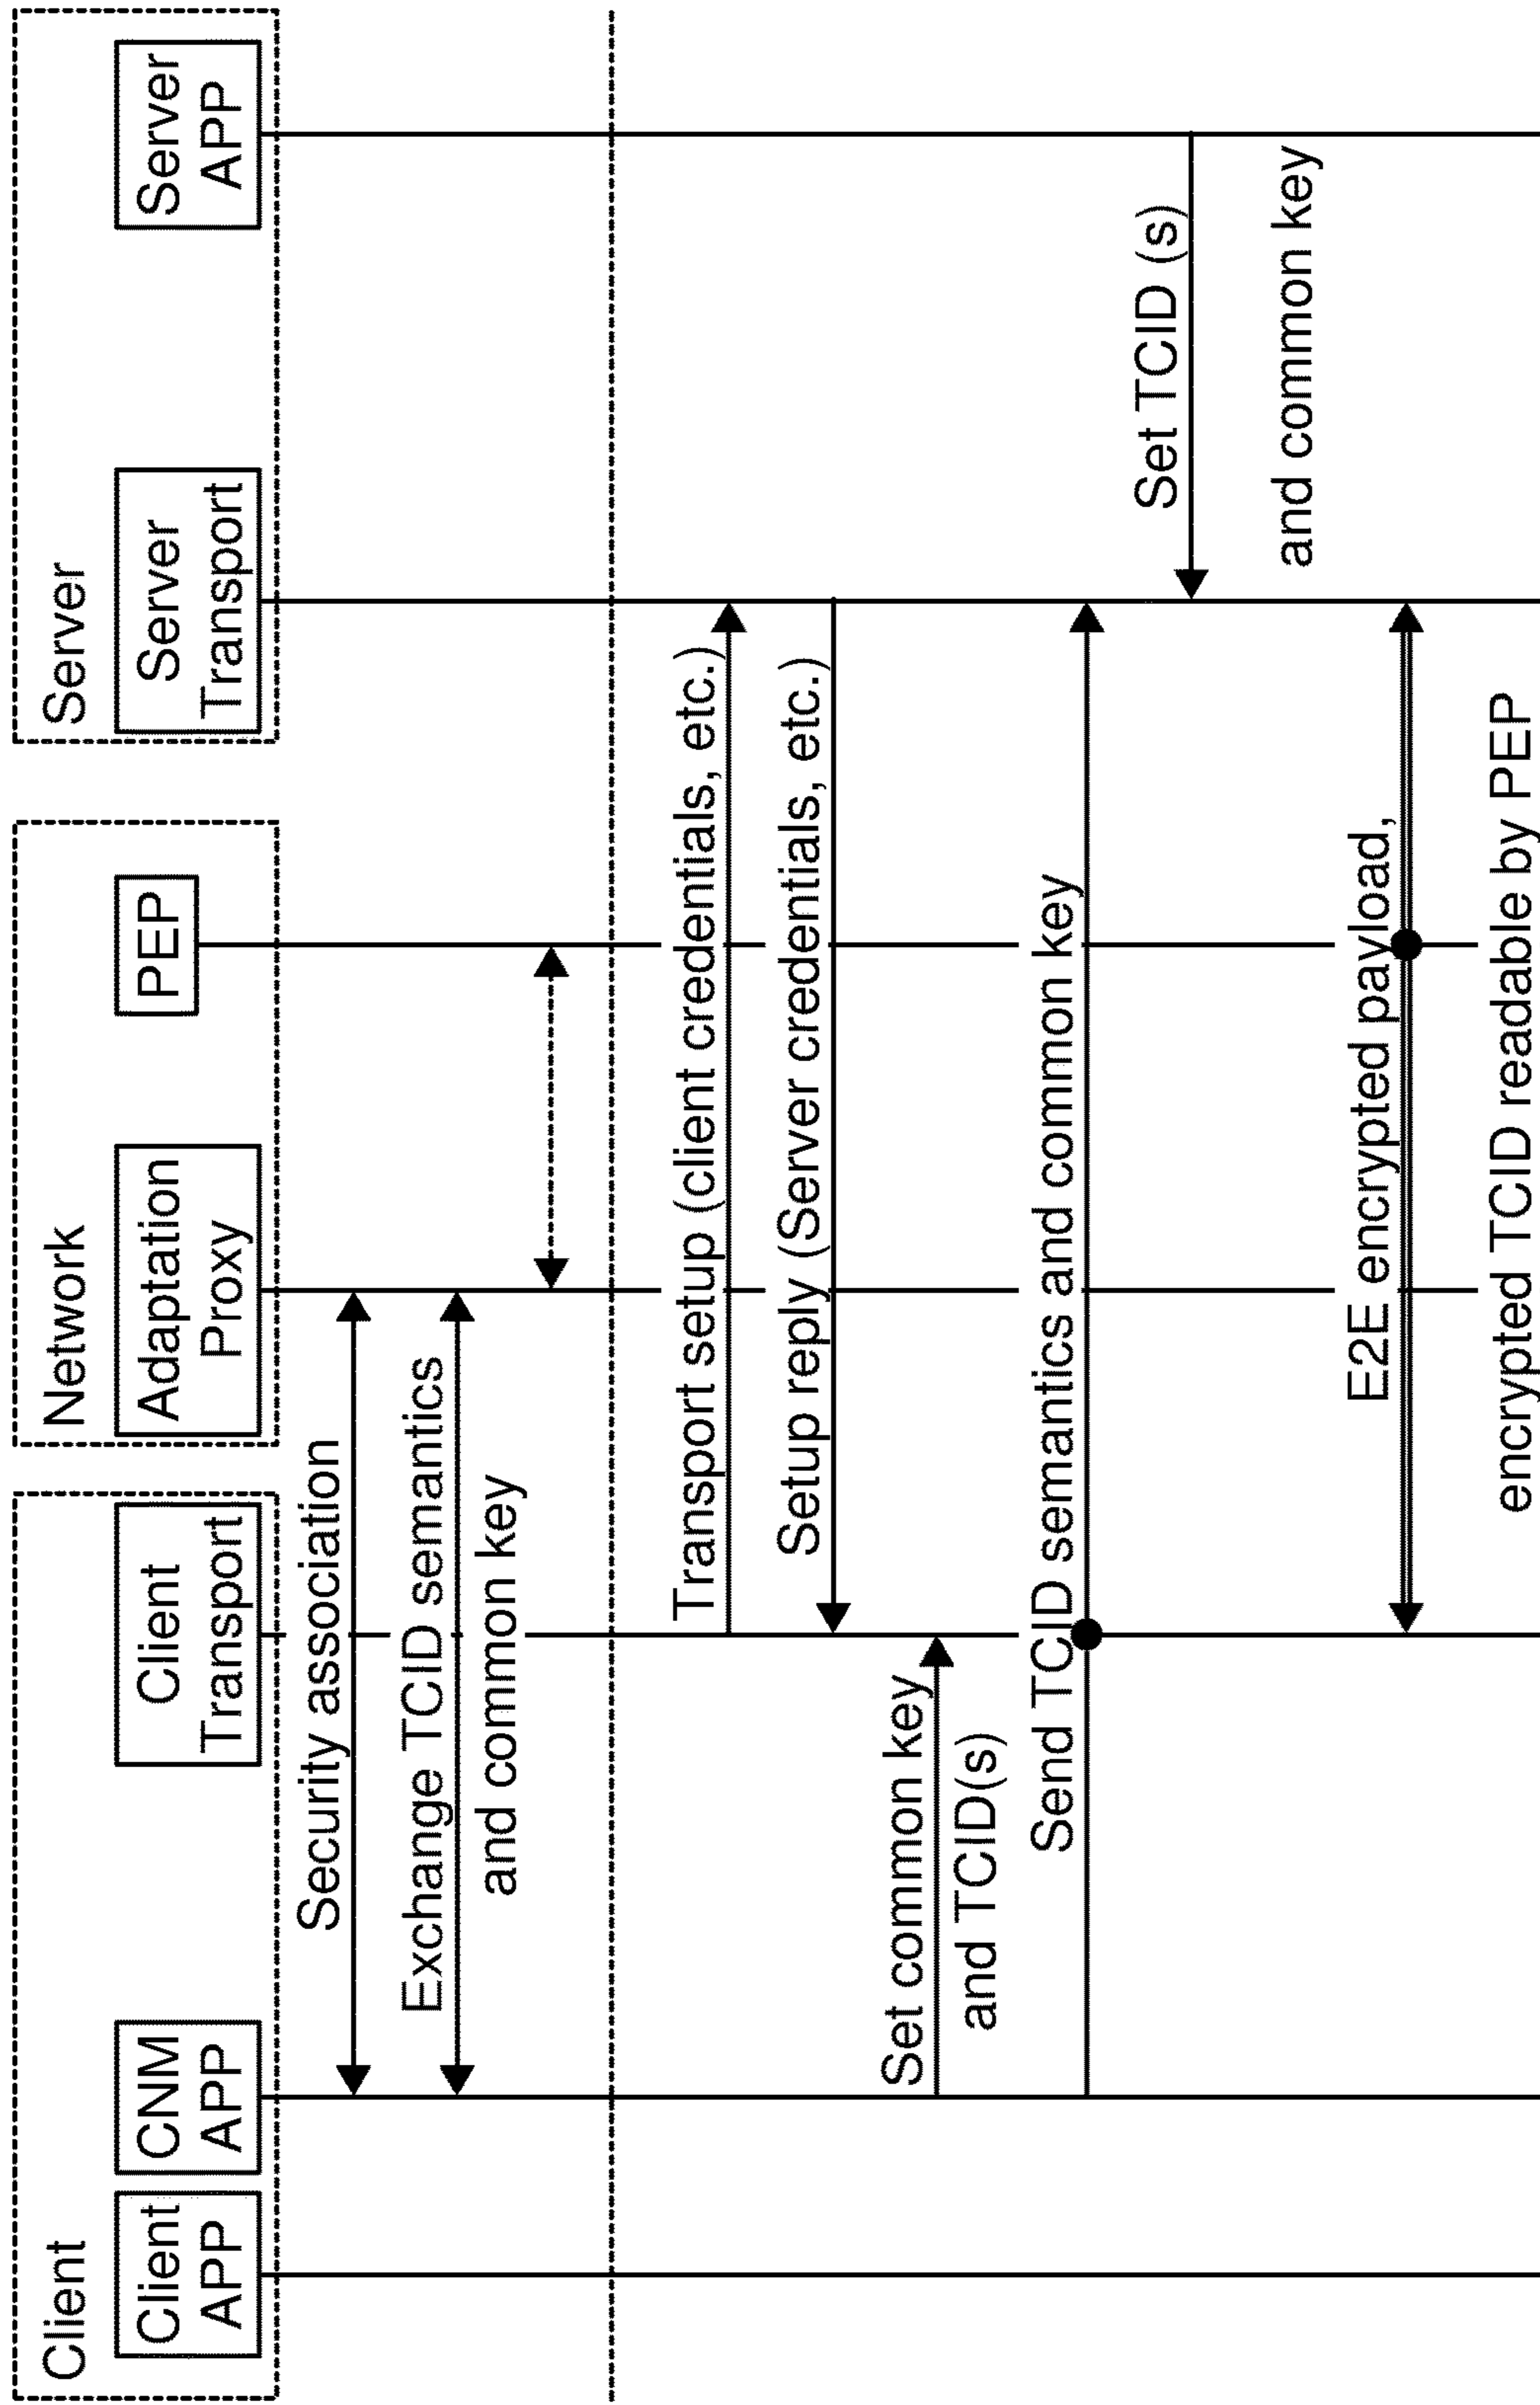 Client
Network
Server
Client
APP
CNM
APP
Client
Transport
Adaptation
Proxy
PEP
Server
Transport
Server
APP
Security association
Exchange TCID semantics
and common key
Transport setup (client credentials, etc.)
Setup reply (Server credentials, etc.)
Set common key
and TCID(s)
Send TCID semantics and common key
Set TCID (s)
and common key
E2E encrypted payload,
encrypted TCID readable by PEP